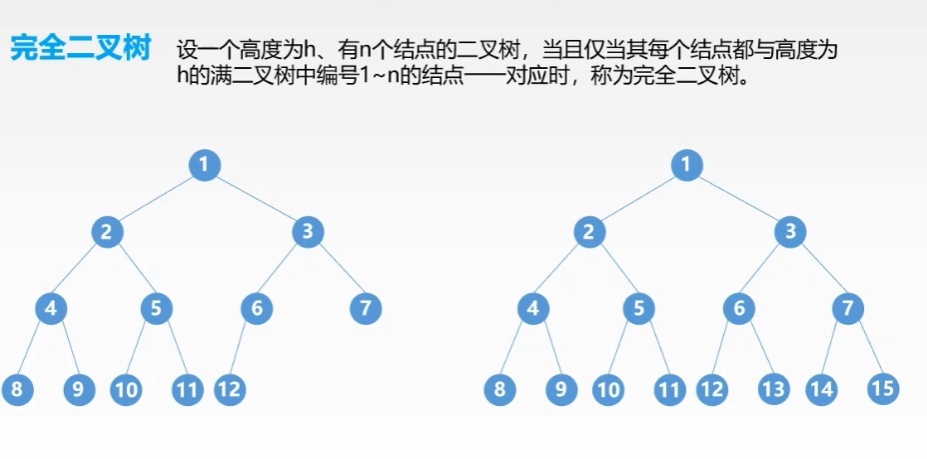 完全二叉树
设一个高度为h、有n个结点的二叉树，当且仅当其每个结点都与高度为
h的满二叉树中编号1~n的结点一一对应时，称为完全二叉树。
1
2 3
4 5 6 7
8 9 10 11 12
1
2 3
4 5 6 7
8 9 10 11 12 13 14 15